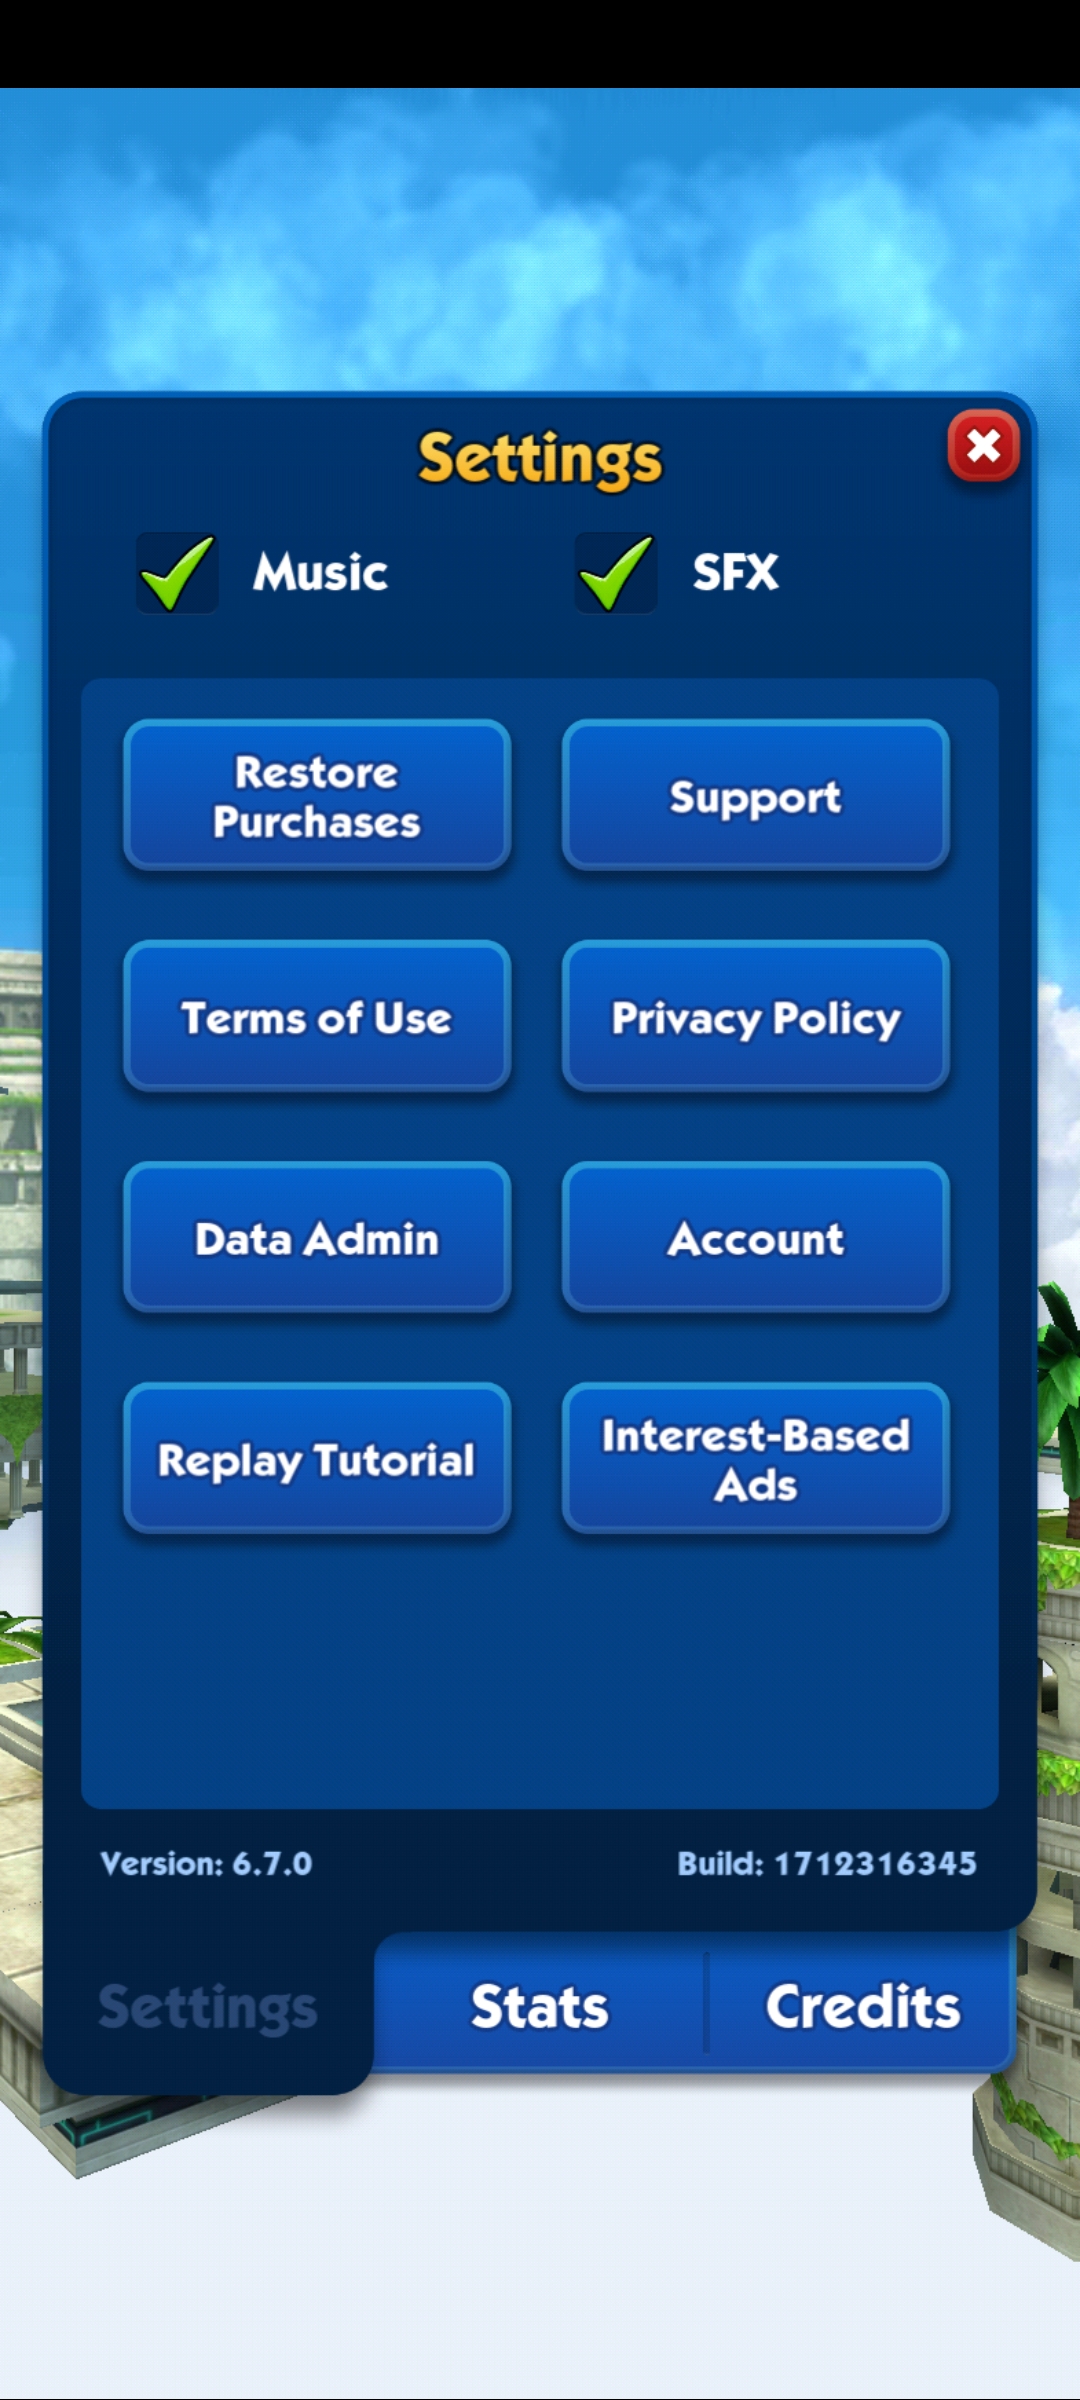 Settings
Music SFX
Restore
Purchases
Support
Terms of Use
Privacy Policy
Data Admin
Account
Replay Tutorial
Interest-Based
Ads
Version: 6.7.0
Build: 1712316345
Settings
Stats
Credits